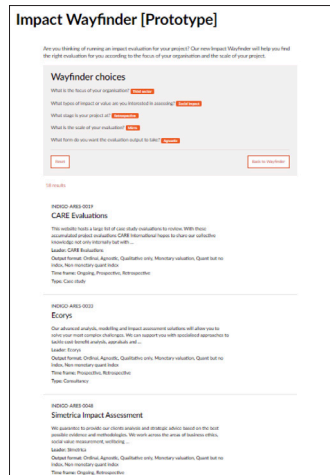 Impact Wayfinder [Prototype]
Are you thinking of running an impact evaluation for your project? Our new Impact Wayfinder will help you find
the right evaluation for you according to the focus of your organisation and the scale of your project.
Wayfinder choices
What is the focus of your organisation? Third sector
What types of impact or value are you interested in assessing? Social impact
What stage is your project at? Retrospective
What is the scale of your evaluation?
What form do you want the evaluation output to take? Agnostic
Reset
Back to Wayfinder
58 results
INDIGO-ARES-0019
CARE Evaluations
This website hosts a large list of case study evaluations to review. With these
accumulated project evaluations CARE International hopes to share our collective
knowledge not only internally but with ...
Leader: CARE Evaluations
Output format: Ordinal, Agnostic, Qualitative only, Monetary valuation, Quant but no
index, Non monetary quant index
Time frame: Ongoing, Prospective, Retrospective
Type: Case study
INDIGO-ARES-0033
Ecorys
Our advanced analysis, modelling and impact assessment solutions will allow you to
solve your most complex challenges. We can support you with specialised approaches to
tackle cost-benefit analysis, appraisals and ...
Leader: Ecorys
Output format: Ordinal, Agnostic, Qualitative only, Monetary valuation, Quant but no
index, Non monetary quant index
Time frame: Prospective, Retrospective
Type: Consultancy
INDIGO-ARES-0048
Simetrica Impact Assessment
We guarantee to provide our clients analysis and strategic advice based on the best
possible evidence and methodologies. We work across the areas of business ethics,
social value measurement, wellbeing ...
Leader: Simetrica
Output format: Ordinal, Agnostic, Qualitative only, Monetary valuation, Quant but no
index, Non monetary quant index
Time frame: Ongoing, Retrospective